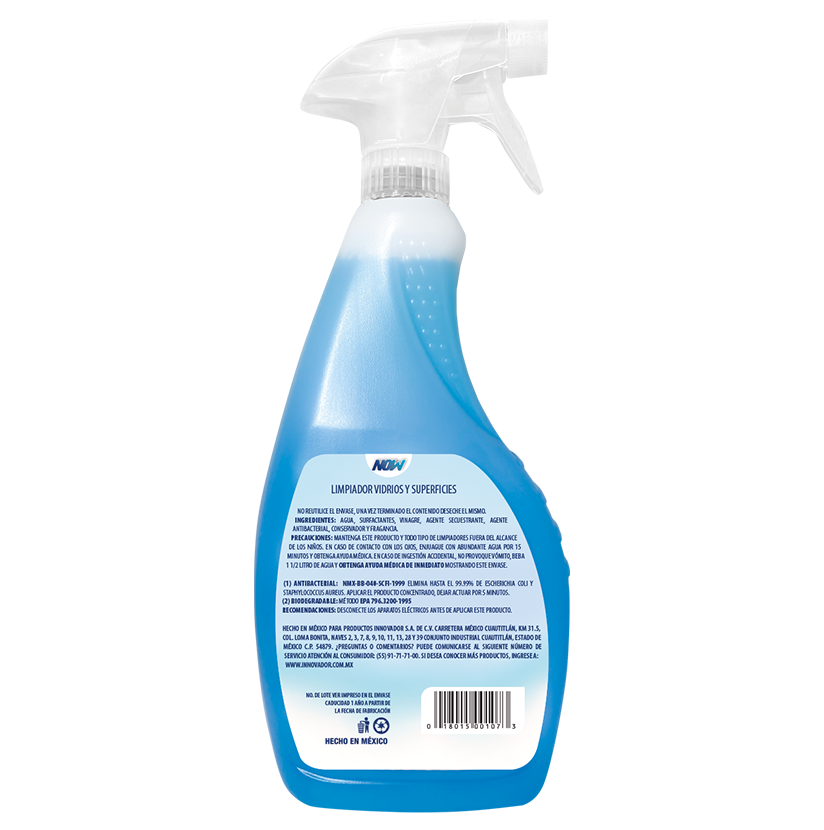 NOW
LIMPIADOR VIDRIOS Y SUPERFICIES
NO REUTILICE EL ENVASE, UNA VEZ TERMINADO EL CONTENIDO DESECHE EL MISMO.
INGREDIENTES: AGUA, SURFACTANTES, VINAGRE, AGENTE SECUESTRANTE, AGENTE
ANTIBACTERIAL, CONSERVADOR Y FRAGANCIA.
PRECAUCIONES: MANTENGA ESTE PRODUCTO Y TODO TIPO DE LIMPIADORES FUERA DEL ALCANCE
DE LOS NIÑOS. EN CASO DE CONTACTO CON LOS OJOS, ENJUAGUE CON ABUNDANTE AGUA POR 15
MINUTOS Y OBTENGA AYUDA MÉDICA. EN CASO DE INGESTIÓN ACCIDENTAL, NO PROVOQUE VÓMITO, BEBA
1 1/2 LITRO DE AGUA Y OBTENGA AYUDA MÉDICA DE INMEDIATO MOSTRANDO ESTE ENVASE.
(1) ANTIBACTERIAL: NMX-BB-040-SCFI-1999 ELIMINA HASTA EL 99.99% DE ESCHERICHIA COLI Y
STAPHYLOCOCCUS AUREUS. APLICAR EL PRODUCTO CONCENTRADO, DEJAR ACTUAR POR 5 MINUTOS.
(2) BIODEGRADABLE: MÉTODO EPA 796.3200-1995
RECOMENDACIONES: DESCONECTE LOS APARATOS ELÉCTRICOS ANTES DE APLICAR ESTE PRODUCTO.
HECHO EN MÉXICO PARA PRODUCTOS INNOVADOR S.A. DE C.V. CARRETERA MÉXICO CUAUTITLÁN, KM 31.5,
COL. LOMA BONITA, NAVES 2, 3, 7, 8, 9, 10, 11, 13, 28 Y 39 CONJUNTO INDUSTRIAL CUAUTITLÁN, ESTADO DE
MÉXICO C.P. 54879. ¿PREGUNTAS O COMENTARIOS? PUEDE COMUNICARSE AL SIGUIENTE NÚMERO DE
SERVICIO ATENCIÓN AL CONSUMIDOR: (55) 91-71-71-00. SI DESEA CONOCER MÁS PRODUCTOS, INGRESE A:
WWW.INNOVADOR.COM.MX
NO. DE LOTE VER IMPRESO EN EL ENVASE
CADUCIDAD 1 AÑO A PARTIR DE
LA FECHA DE FABRICACIÓN
HECHO EN MÉXICO
0 18015 00107 3